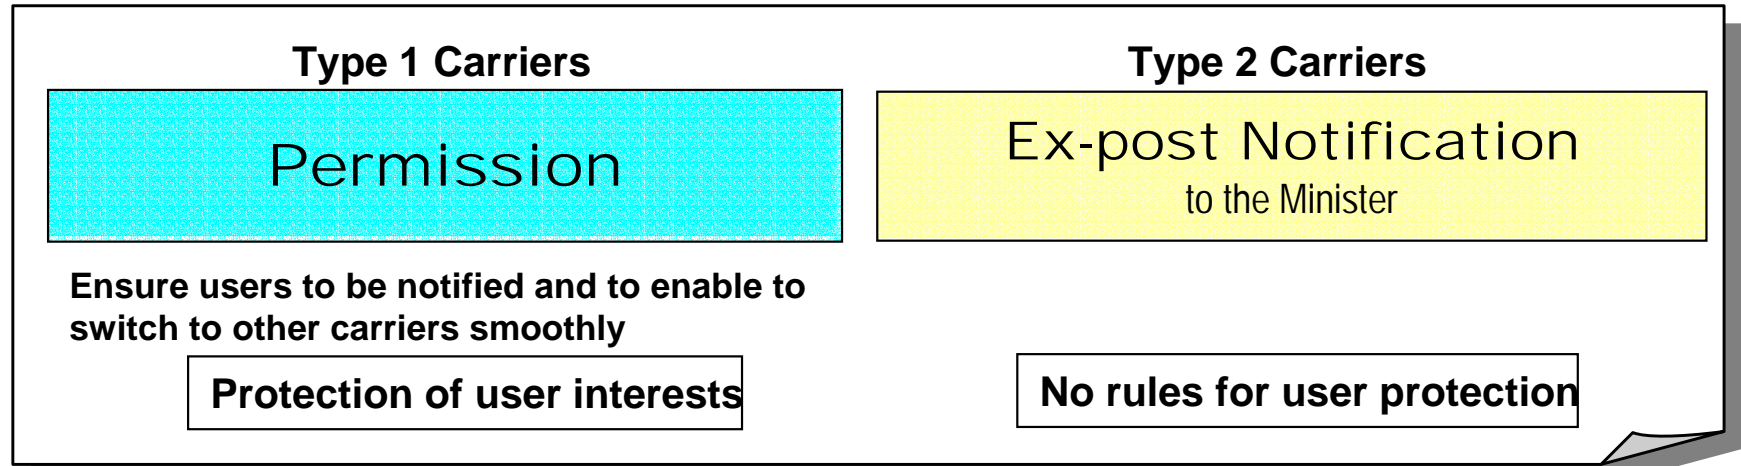 Type 1 Carriers
Permission
Ensure users to be notified and to enable to
switch to other carriers smoothly
Protection of user interests
Type 2 Carriers
Ex-post Notification
to the Minister
No rules for user protection